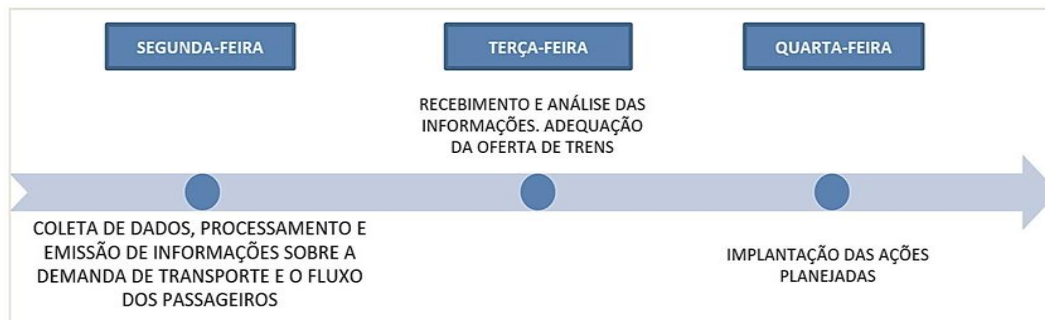 SEGUNDA-FEIRA
TERÇA-FEIRA
QUARTA-FEIRA
RECEBIMENTO E ANÁLISE DAS
INFORMAÇÕES. ADEQUAÇÃO
DA OFERTA DE TRENS
COLETA DE DADOS, PROCESSAMENTO E
EMISSÃO DE INFORMAÇÕES SOBRE A
DEMANDA DE TRANSPORTE E O FLUXO
DOS PASSAGEIROS
IMPLANTAÇÃO DAS AÇÕES
PLANEJADAS